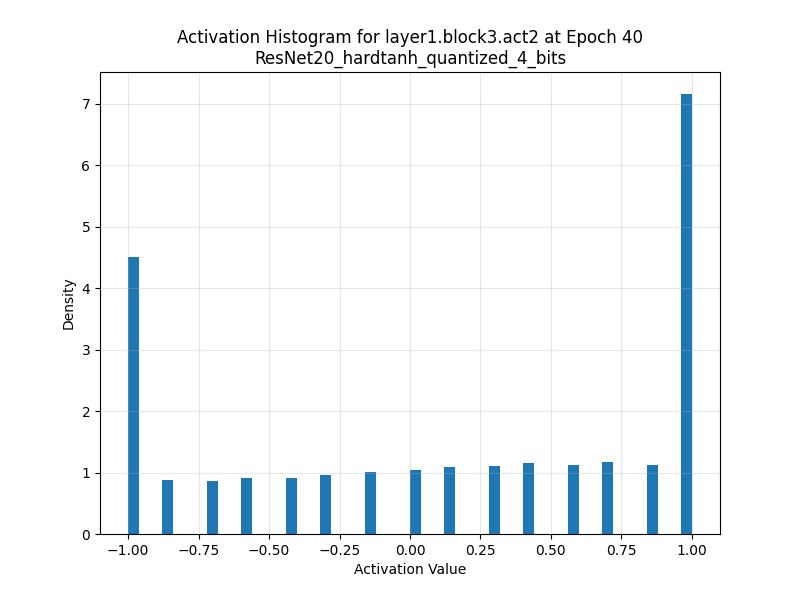 Activation Histogram for layer1.block3.act2 at Epoch 40
ResNet20_hardtanh_quantized_4_bits
Density
7
6
5
4
3
2
1
0
−1.00 −0.75 −0.50 −0.25 0.00 0.25 0.50 0.75 1.00
Activation Value